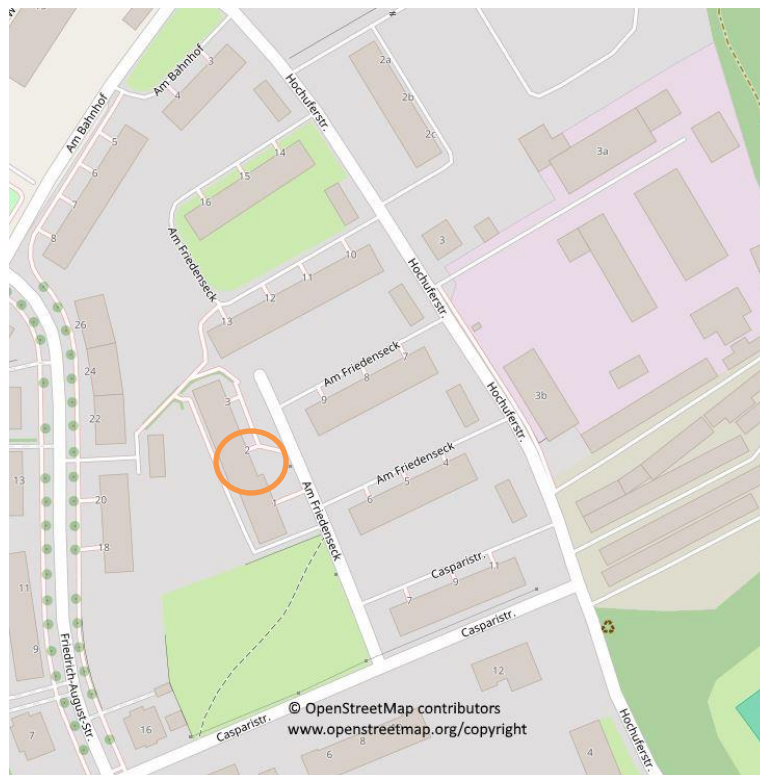 3
Am Bahnhof
4
Hochuferstr.
2a
2b
2c
Am Bahnhof
5
6
7
8
14
15
16
3a
Am Friedenseck
3
10
11
12
13
Hochuferstr.
26
24
22
Am Friedenseck
7
8
9
Hochuferstr.
3b
3
2
1
Am Friedenseck
4
5
6
13
20
18
Am Friedenseck
Casparistr.
11
9
7
11
9
Friedrich-August-Str.
Casparistr.
12
16
7
Casparistr.
6
8
4
Hochuferstr.
© OpenStreetMap contributors
www.openstreetmap.org/copyright